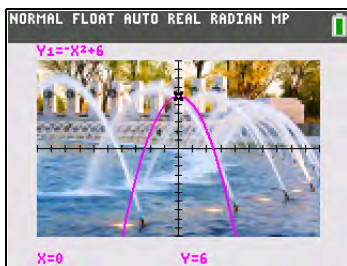 NORMAL FLOAT AUTO REAL RADIAN MP
Y₁=⁻X²+6
X=0 Y=6